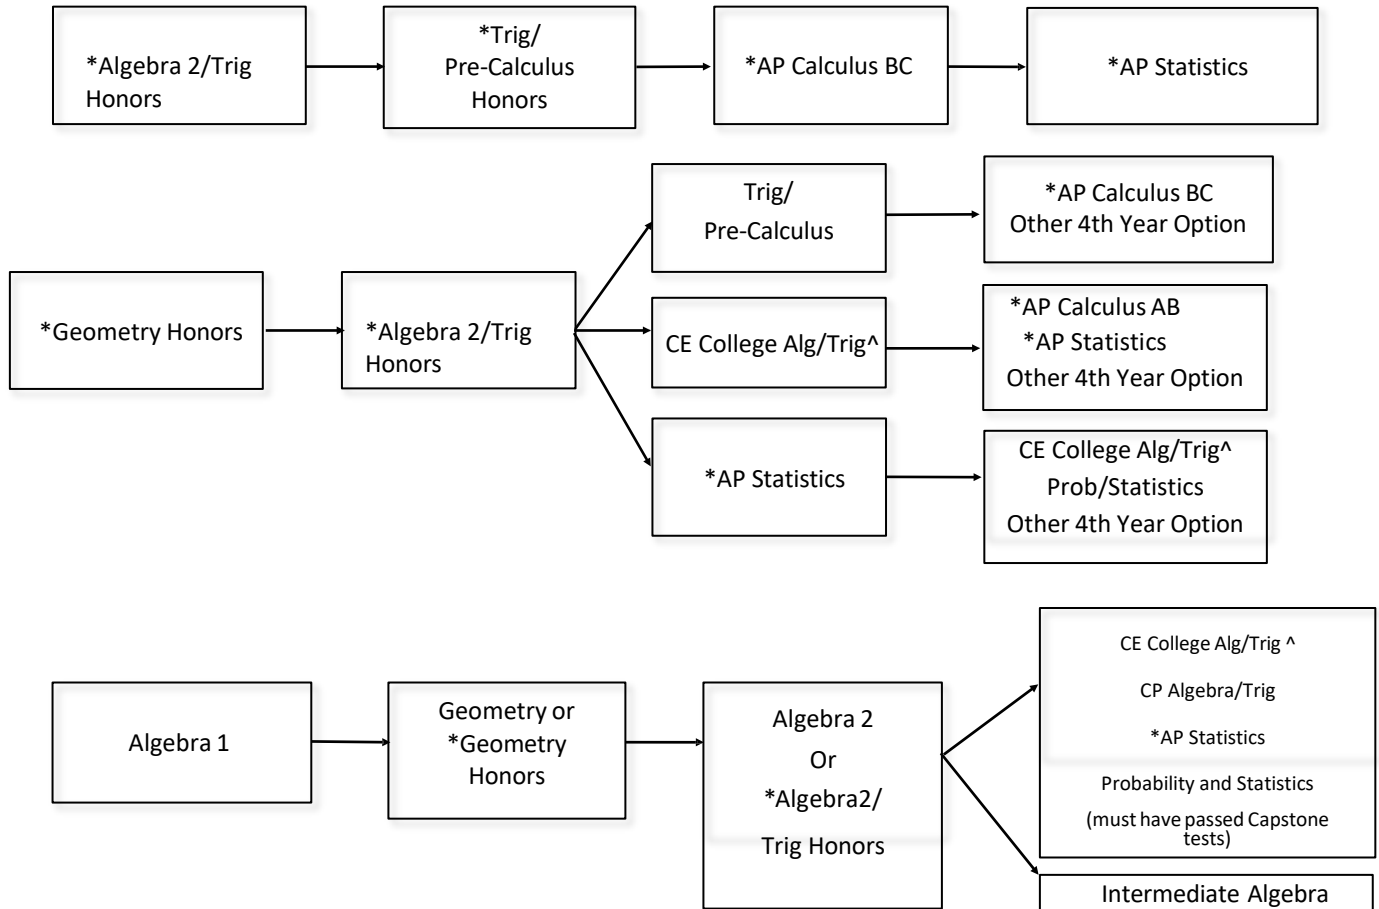 *Algebra 2/Trig
Honors
*Trig/
Pre-Calculus
Honors
*AP Calculus BC
*AP Statistics
*Geometry Honors
*Algebra 2/Trig
Honors
Trig/
Pre-Calculus
*AP Calculus BC
Other 4th Year Option
CE College Alg/Trig^
*AP Calculus AB
*AP Statistics
Other 4th Year Option
*AP Statistics
CE College Alg/Trig^
Prob/Statistics
Other 4th Year Option
Algebra 1
Geometry or
*Geometry
Honors
Algebra 2
Or
*Algebra2/
Trig Honors
CE College Alg/Trig ^
CP Algebra/Trig
*AP Statistics
Probability and Statistics
(must have passed Capstone
tests)
Intermediate Algebra